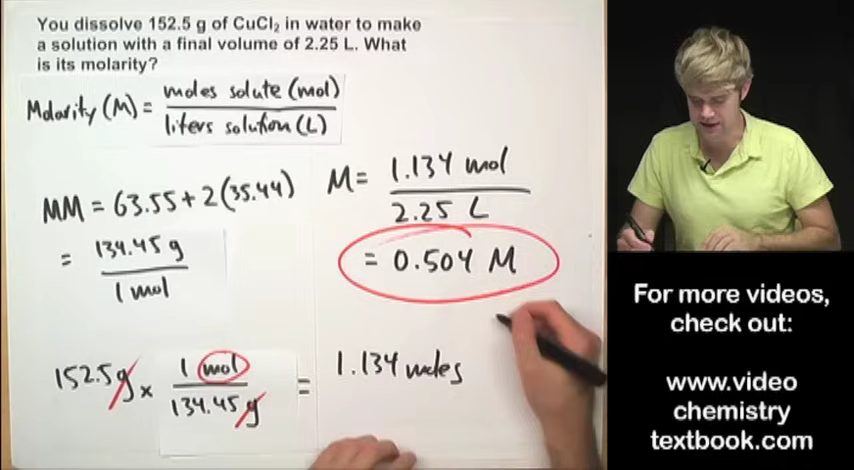 You dissolve 152.5 g of CuCl₂ in water to make
a solution with a final volume of 2.25 L. What
is its molarity?
Molarity (M) = moles solute (mol) / liters solution (L)
MM = 63.55 + 2(35.44)
= 134.45 g / 1 mol
152.5 g × 1 mol / 134.45 g = 1.134 moles
M = 1.134 mol / 2.25 L
= 0.504 M
For more videos,
check out:
www.video
chemistry
textbook.com